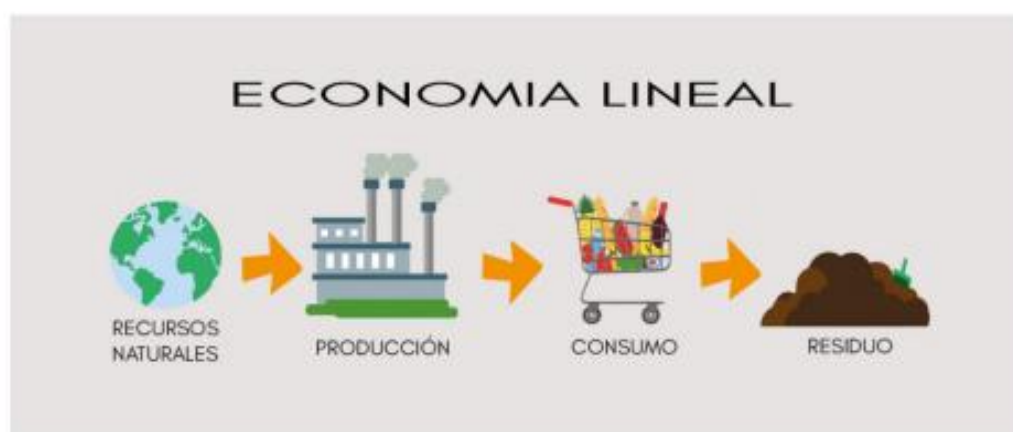 ECONOMIA LINEAL
RECURSOS
NATURALES
PRODUCCIÓN
CONSUMO
RESIDUO